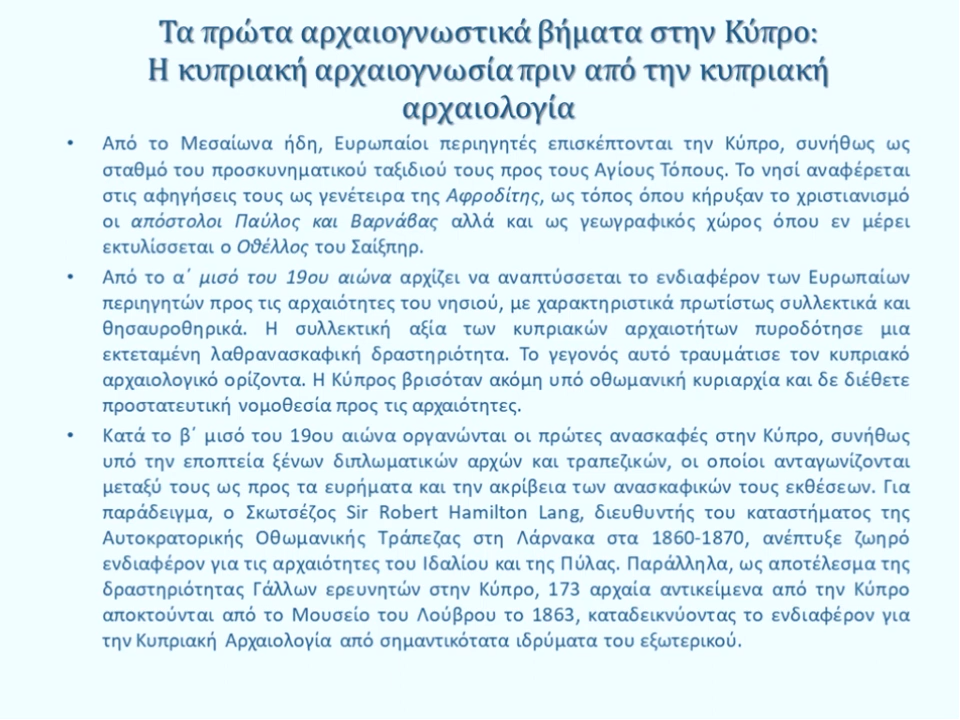 Τα πρώτα αρχαιογνωστικά βήματα στην Κύπρο:
Η κυπριακή αρχαιογνωσία πριν από την κυπριακή
αρχαιολογία
• Από το Μεσαίωνα ήδη, Ευρωπαίοι περιηγητές επισκέπτονται την Κύπρο, συνήθως ως
σταθμό του προσκυνηματικού ταξιδιού τους προς τους Αγίους Τόπους. Το νησί αναφέρεται
στις αφηγήσεις τους ως γενέτειρα της Αφροδίτης, ως τόπος όπου κήρυξαν το χριστιανισμό
οι απόστολοι Παύλος και Βαρνάβας αλλά και ως γεωγραφικός χώρος όπου εν μέρει
εκτυλίσσεται ο Οθέλλος του Σαίξπηρ.
• Από το α΄ μισό του 19ου αιώνα αρχίζει να αναπτύσσεται το ενδιαφέρον των Ευρωπαίων
περιηγητών προς τις αρχαιότητες του νησιού, με χαρακτηριστικά πρωτίστως συλλεκτικά και
θησαυροθηρικά. Η συλλεκτική αξία των κυπριακών αρχαιοτήτων πυροδότησε μια
εκτεταμένη λαθρανασκαφική δραστηριότητα. Το γεγονός αυτό τραυμάτισε τον κυπριακό
αρχαιολογικό ορίζοντα. Η Κύπρος βρισόταν ακόμη υπό οθωμανική κυριαρχία και δε διέθετε
προστατευτική νομοθεσία προς τις αρχαιότητες.
• Κατά το β΄ μισό του 19ου αιώνα οργανώνται οι πρώτες ανασκαφές στην Κύπρο, συνήθως
υπό την εποπτεία ξένων διπλωματικών αρχών και τραπεζικών, οι οποίοι ανταγωνίζονται
μεταξύ τους ως προς τα ευρήματα και την ακρίβεια των ανασκαφικών τους εκθέσεων. Για
παράδειγμα, ο Σκωτσέζος Sir Robert Hamilton Lang, διευθυντής του καταστήματος της
Αυτοκρατορικής Οθωμανικής Τράπεζας στη Λάρνακα στα 1860-1870, ανέπτυξε ζωηρό
ενδιαφέρον για τις αρχαιότητες του Ιδαλίου και της Πύλας. Παράλληλα, ως αποτέλεσμα της
δραστηριότητας Γάλλων ερευνητών στην Κύπρο, 173 αρχαία αντικείμενα από την Κύπρο
αποκτούνται από το Μουσείο του Λούβρου το 1863, καταδεικνύοντας το ενδιαφέρον για
την Κυπριακή Αρχαιολογία από σημαντικότατα ιδρύματα του εξωτερικού.